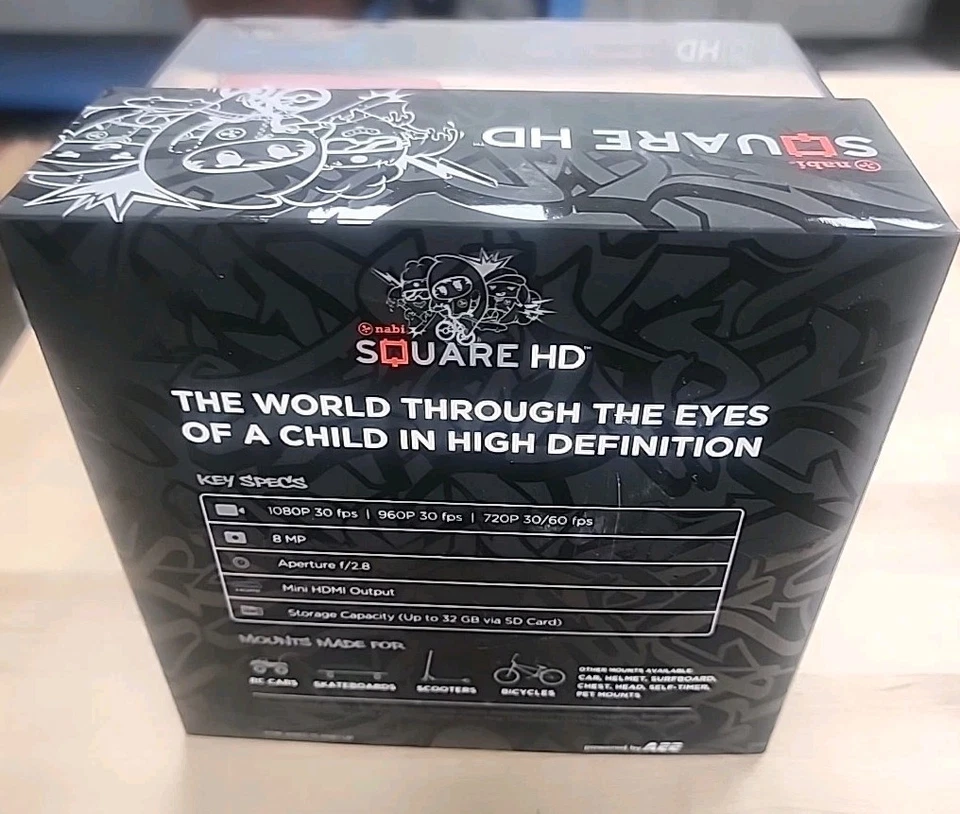 HD
nabi
SQUARE HD™
nabi
SQUARE HD™
THE WORLD THROUGH THE EYES
OF A CHILD IN HIGH DEFINITION
KEY SPECS
1080P 30 fps | 960P 30 fps | 720P 30/60 fps
8 MP
Aperture f/2.8
HDMI
Mini HDMI Output
Storage Capacity (Up to 32 GB via SD Card)
MOUNTS MADE FOR
RC CARS
SKATEBOARDS
SCOOTERS
BICYCLES
OTHER MOUNTS AVAILABLE:
CAR, HELMET, SURFBOARD,
CHEST, HEAD, SELF-TIMER,
PET MOUNTS
powered by AEE